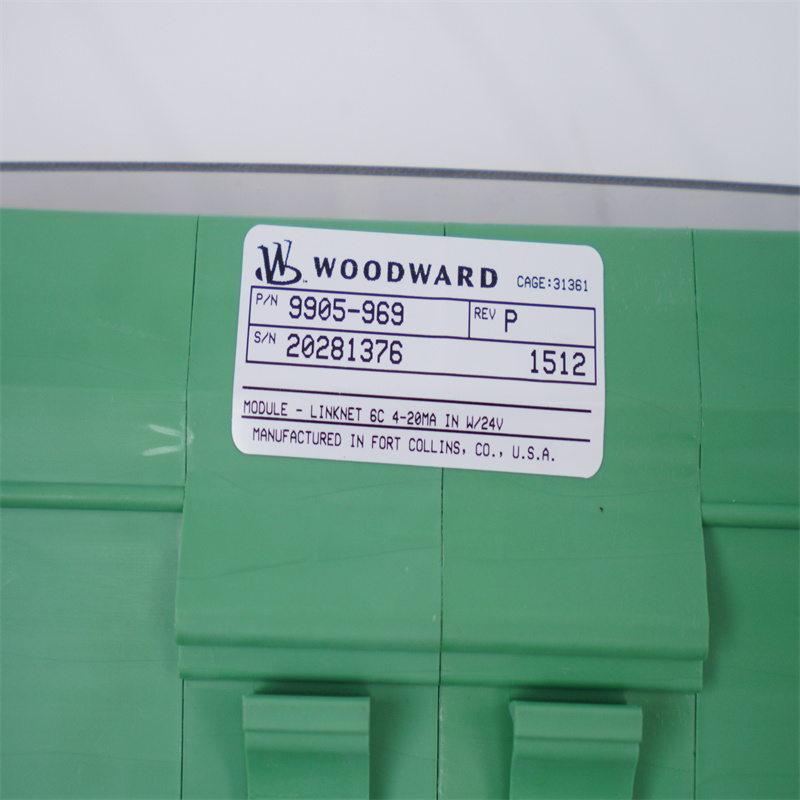 W WOODWARD CAGE:31361
P/N 9905-969 REV P
S/N 20281376 1512
MODULE - LINKNET 6C 4-20MA IN W/24V
MANUFACTURED IN FORT COLLINS, CO., U.S.A.